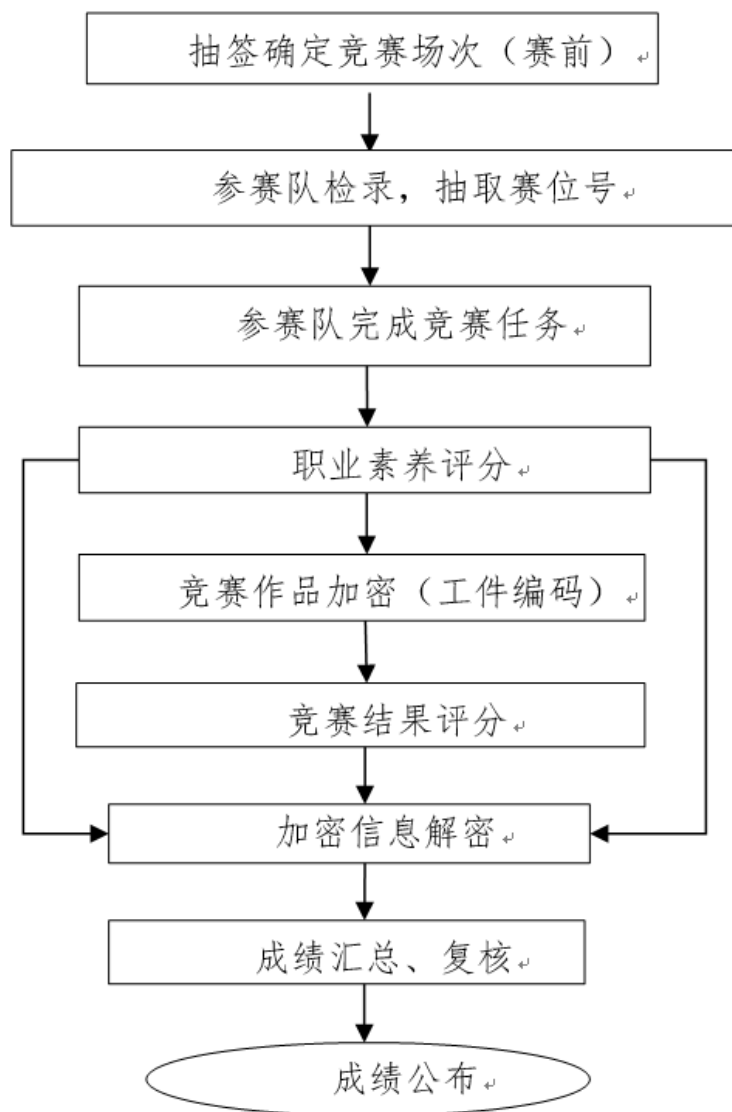 抽签确定竞赛场次（赛前）
参赛队检录，抽取赛位号
参赛队完成竞赛任务
职业素养评分
竞赛作品加密（工件编码）
竞赛结果评分
加密信息解密
成绩汇总、复核
成绩公布